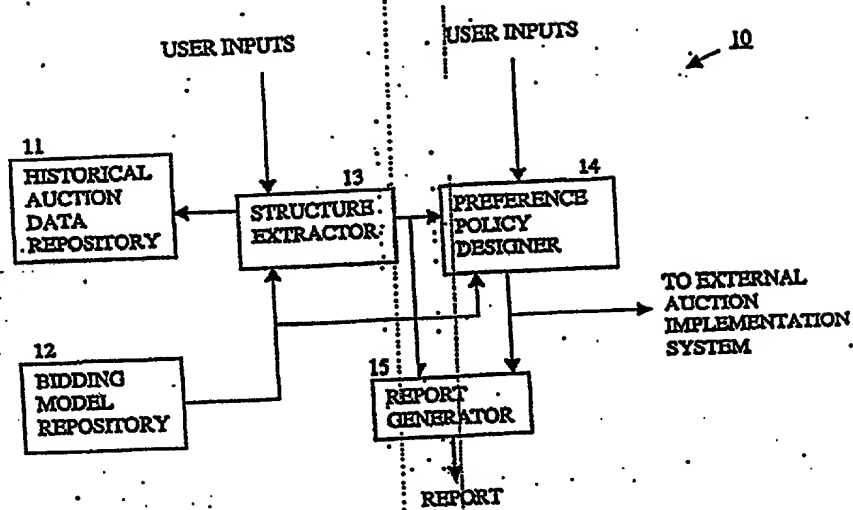 USER INPUTS
USER INPUTS
10
11
HISTORICAL
AUCTION
DATA
REPOSITORY
13
STRUCTURE
EXTRACTOR
14
PREFERENCE
POLICY
DESIGNER
TO EXTERNAL
AUCTION
IMPLEMENTATION
SYSTEM
12
BIDDING
MODEL
REPOSITORY
15
REPORT
GENERATOR
REPORT